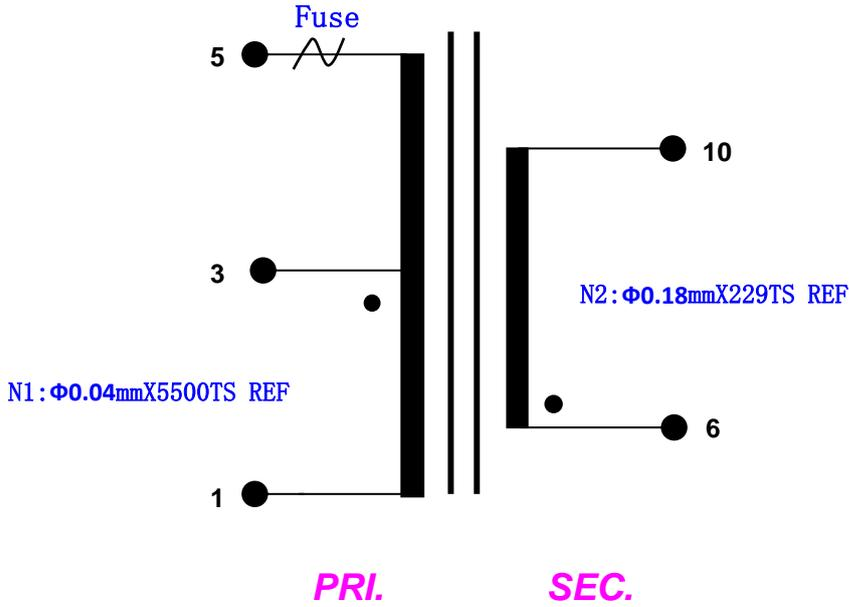 Fuse
5
10
3
N2:Φ0.18mmX229TS REF
N1:Φ0.04mmX5500TS REF
6
1
PRI. SEC.